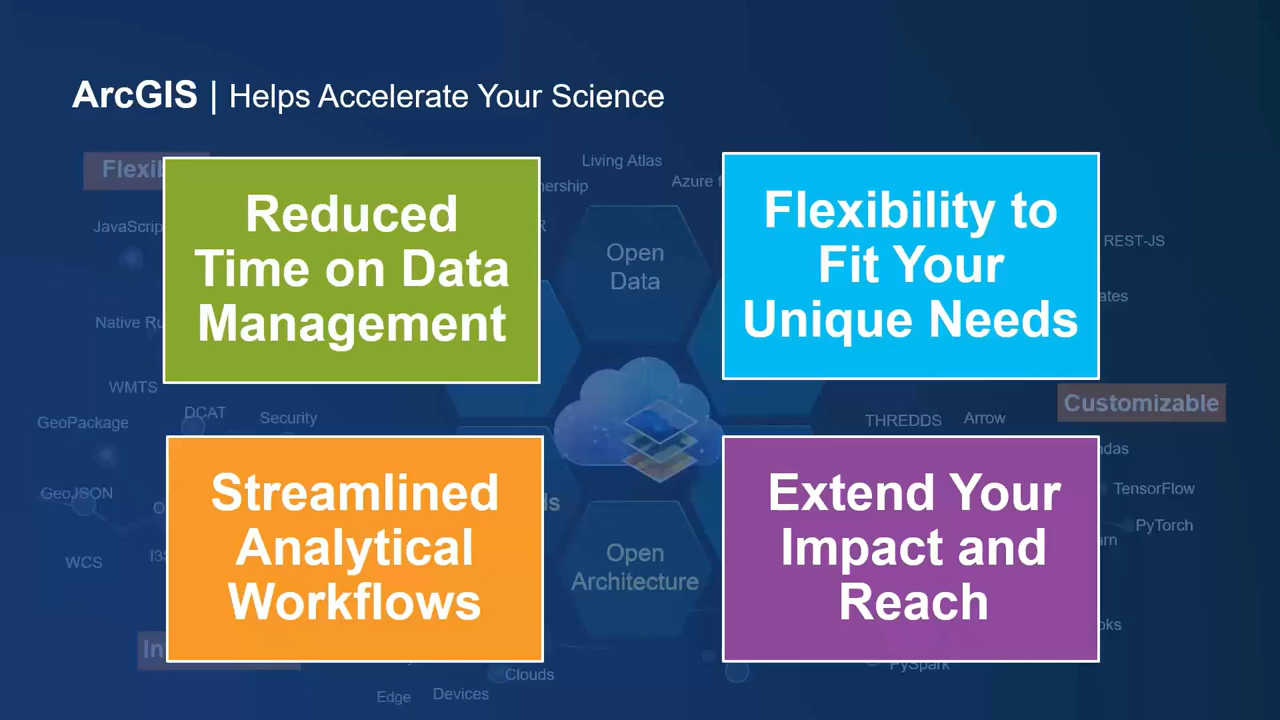 ArcGIS | Helps Accelerate Your Science
Reduced
Time on Data
Management
Flexibility to
Fit Your
Unique Needs
Streamlined
Analytical
Workflows
Extend Your
Impact and
Reach
Living Atlas
Open
Data
REST-JS
WMTS
DCAT
Security
GeoPackage
THREDDS
Arrow
Customizable
GeoJSON
TensorFlow
PyTorch
WCS
Open
Architecture
PySpark
Clouds
Edge
Devices